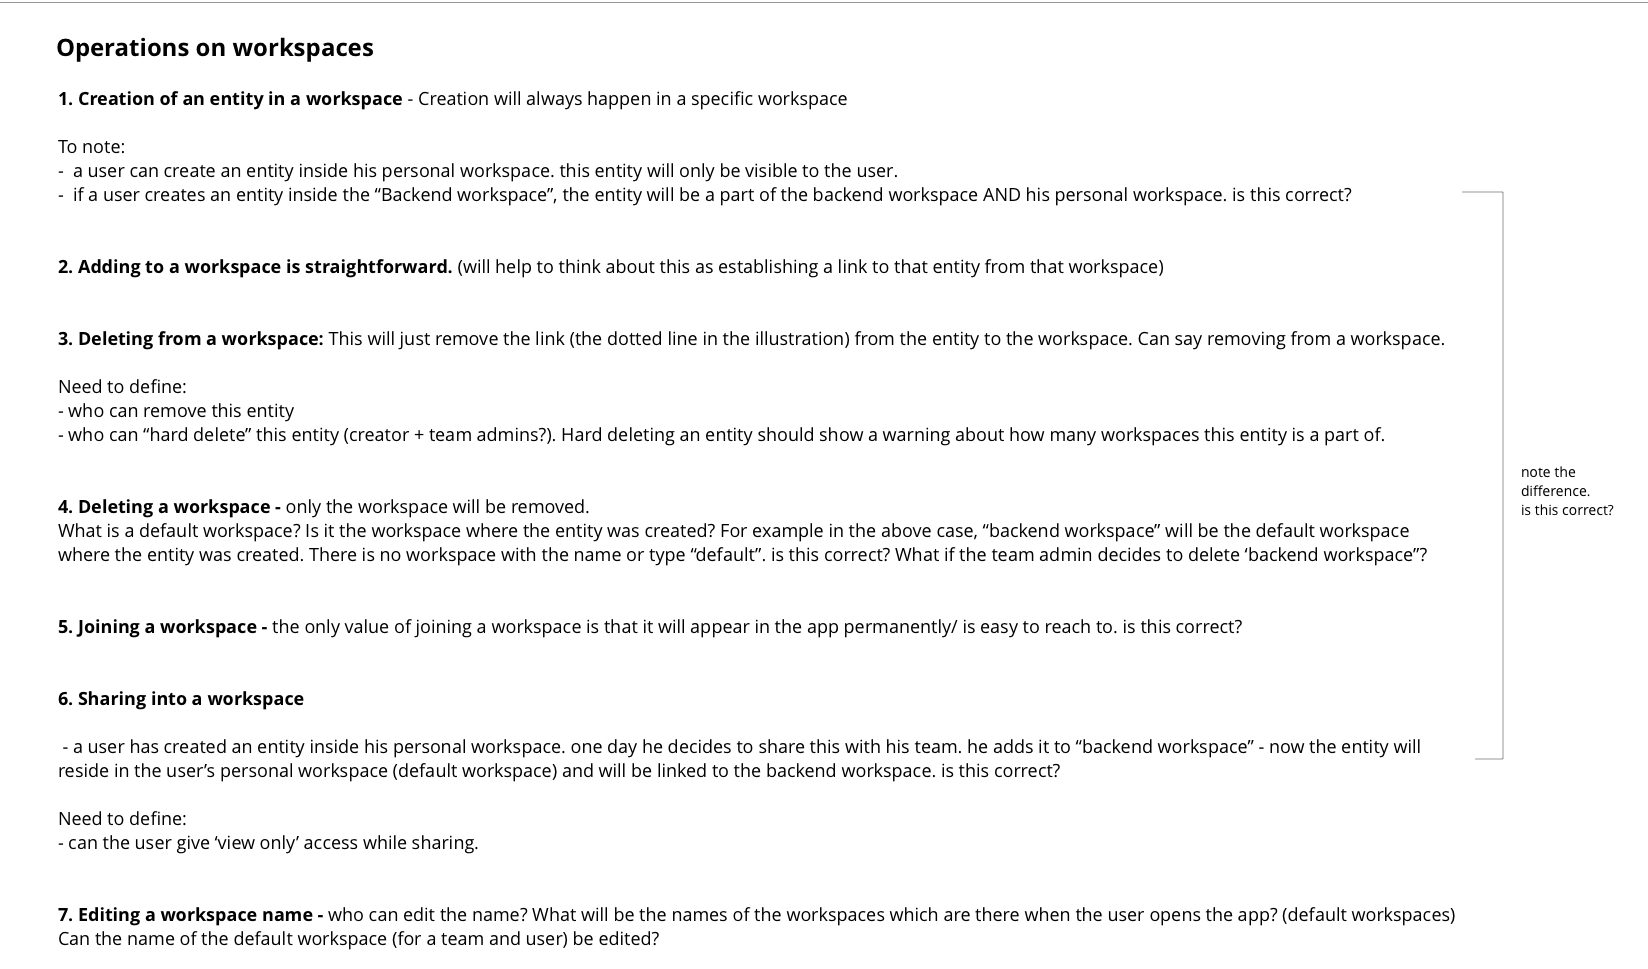 Operations on workspaces
1. Creation of an entity in a workspace - Creation will always happen in a specific workspace
To note:
-  a user can create an entity inside his personal workspace. this entity will only be visible to the user.
-  if a user creates an entity inside the “Backend workspace”, the entity will be a part of the backend workspace AND his personal workspace. is this correct?
2. Adding to a workspace is straightforward. (will help to think about this as establishing a link to that entity from that workspace)
3. Deleting from a workspace: This will just remove the link (the dotted line in the illustration) from the entity to the workspace. Can say removing from a workspace.
Need to define:
- who can remove this entity
- who can “hard delete” this entity (creator + team admins?). Hard deleting an entity should show a warning about how many workspaces this entity is a part of.
4. Deleting a workspace - only the workspace will be removed.
What is a default workspace? Is it the workspace where the entity was created? For example in the above case, “backend workspace” will be the default workspace
where the entity was created. There is no workspace with the name or type “default”. is this correct? What if the team admin decides to delete ‘backend workspace”?
5. Joining a workspace - the only value of joining a workspace is that it will appear in the app permanently/ is easy to reach to. is this correct?
6. Sharing into a workspace
- a user has created an entity inside his personal workspace. one day he decides to share this with his team. he adds it to “backend workspace” - now the entity will
reside in the user’s personal workspace (default workspace) and will be linked to the backend workspace. is this correct?
Need to define:
- can the user give ‘view only’ access while sharing.
7. Editing a workspace name - who can edit the name? What will be the names of the workspaces which are there when the user opens the app? (default workspaces)
Can the name of the default workspace (for a team and user) be edited?
note the
difference.
is this correct?